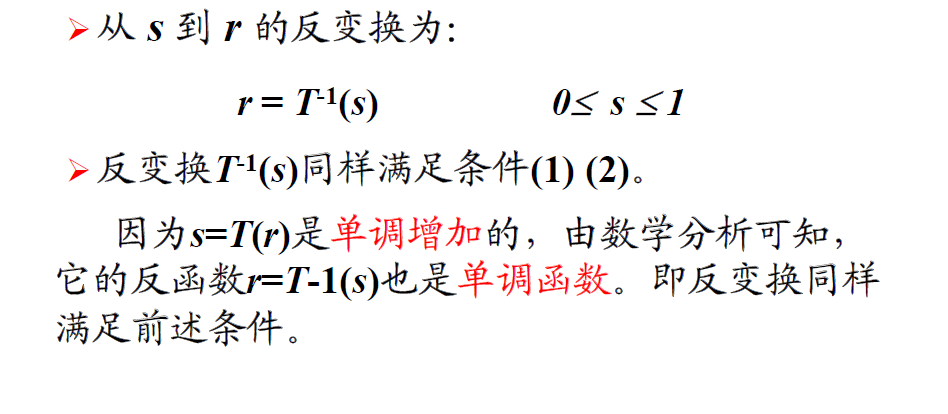 ➢从 s 到 r 的反变换为：
r = T-1(s) 0≤ s ≤1
➢反变换T-1(s)同样满足条件(1) (2)。
因为s=T(r)是单调增加的，由数学分析可知，
它的反函数r=T-1(s)也是单调函数。即反变换同样
满足前述条件。